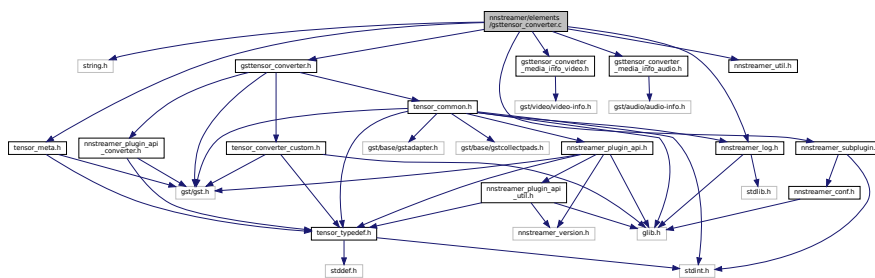 nnstreamer/elements
/gsttensor_converter.c
string.h
gsttensor_converter.h
gsttensor_converter
_media_info_video.h
gsttensor_converter
_media_info_audio.h
nnstreamer_util.h
gst/video/video-info.h
gst/audio/audio-info.h
tensor_common.h
tensor_meta.h
nnstreamer_plugin_api
_converter.h
tensor_converter_custom.h
gst/base/gstadapter.h
gst/base/gstcollectpads.h
nnstreamer_plugin_api.h
nnstreamer_log.h
nnstreamer_subplugin.h
gst/gst.h
nnstreamer_plugin_api
_util.h
stdlib.h
nnstreamer_conf.h
tensor_typedef.h
nnstreamer_version.h
glib.h
stddef.h
stdint.h